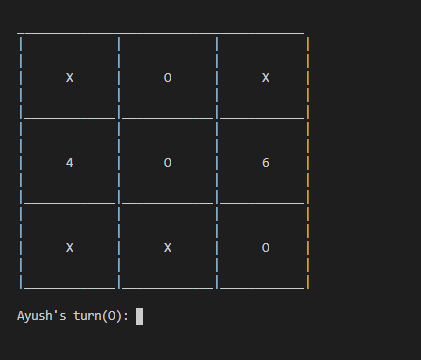 X O X
4 O 6
X X O
Ayush's turn(O):